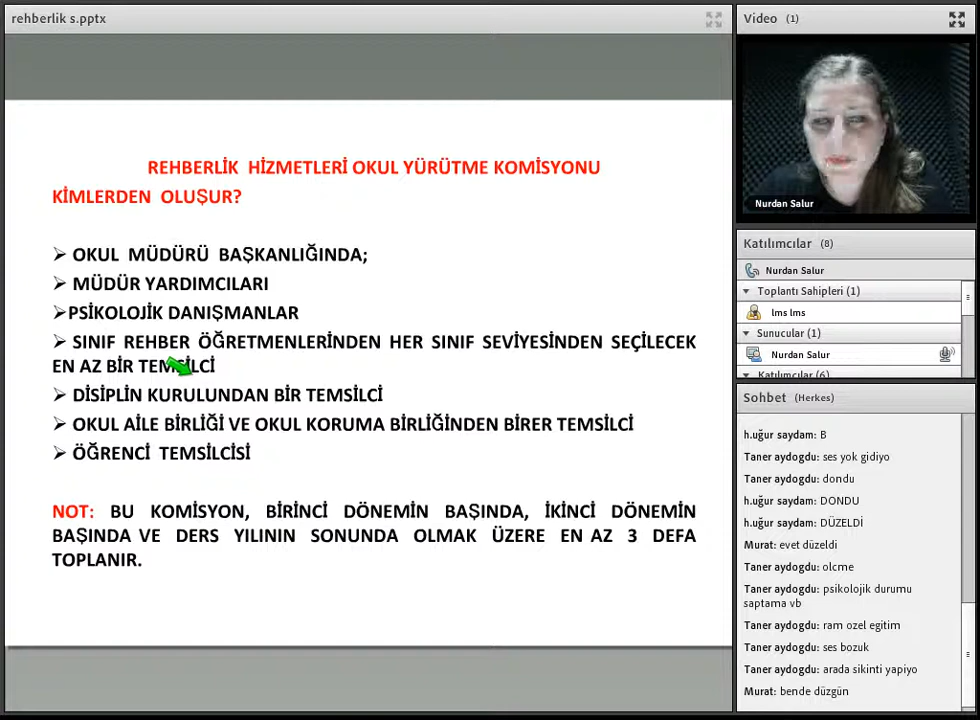 rehberlik s.pptx
REHBERLİK HİZMETLERİ OKUL YÜRÜTME KOMİSYONU
KİMLERDEN OLUŞUR?
OKUL MÜDÜRÜ BAŞKANLIĞINDA;
MÜDÜR YARDIMCILARI
PSİKOLOJİK DANIŞMANLAR
SINIF REHBER ÖĞRETMENLERİNDEN HER SINIF SEVİYESİNDEN SEÇİLECEK
EN AZ BİR TEMSİLCİ
DİSİPLİN KURULUNDAN BİR TEMSİLCİ
OKUL AİLE BİRLİĞİ VE OKUL KORUMA BİRLİĞİNDEN BİRER TEMSİLCİ
ÖĞRENCİ TEMSİLCİSİ
NOT: BU KOMİSYON, BİRİNCİ DÖNEMİN BAŞINDA, İKİNCİ DÖNEMİN
BAŞINDA VE DERS YILININ SONUNDA OLMAK ÜZERE EN AZ 3 DEFA
TOPLANIR.
Video (1)
Nurdan Salur
Katılımcılar (8)
Nurdan Salur
Toplantı Sahipleri (1)
lms lms
Sunucular (1)
Nurdan Salur
Katılımcılar (6)
Sohbet (Herkes)
h.uğur saydam: B
Taner aydogdu: ses yok gidiyo
Taner aydogdu: dondu
h.uğur saydam: DONDU
h.uğur saydam: DÜZELDİ
Murat: evet düzeldi
Taner aydogdu: olcme
Taner aydogdu: psikolojik durumu
saptama vb
Taner aydogdu: ram ozel egitim
Taner aydogdu: ses bozuk
Taner aydogdu: arada sikinti yapiyo
Murat: bende düzgün